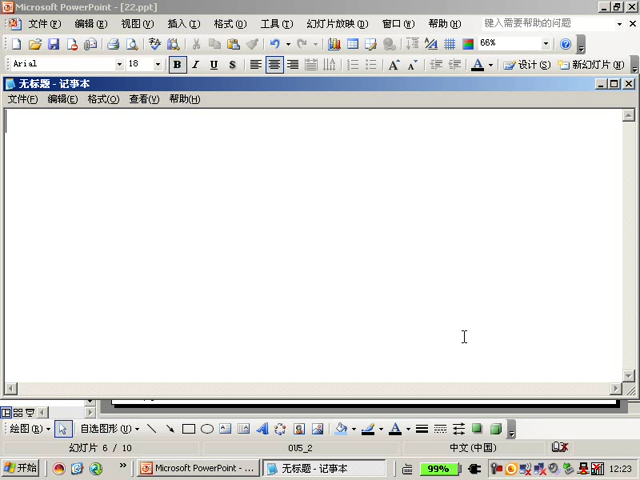 Microsoft PowerPoint - [22.ppt]
文件(F) 编辑(E) 视图(V) 插入(I) 格式(O) 工具(T) 幻灯片放映(D) 窗口(W) 帮助(H) 键入需要帮助的问题
66%
Arial 18 B I U S A A A 设计(S) 新幻灯片(N)
无标题 - 记事本
文件(F) 编辑(E) 格式(O) 查看(V) 帮助(H)
绘图(R) 自选图形(U) A A
幻灯片 6 / 10 OU5_2 中文(中国)
开始 » Microsoft PowerPoint - ... 无标题 - 记事本 99% 12:23